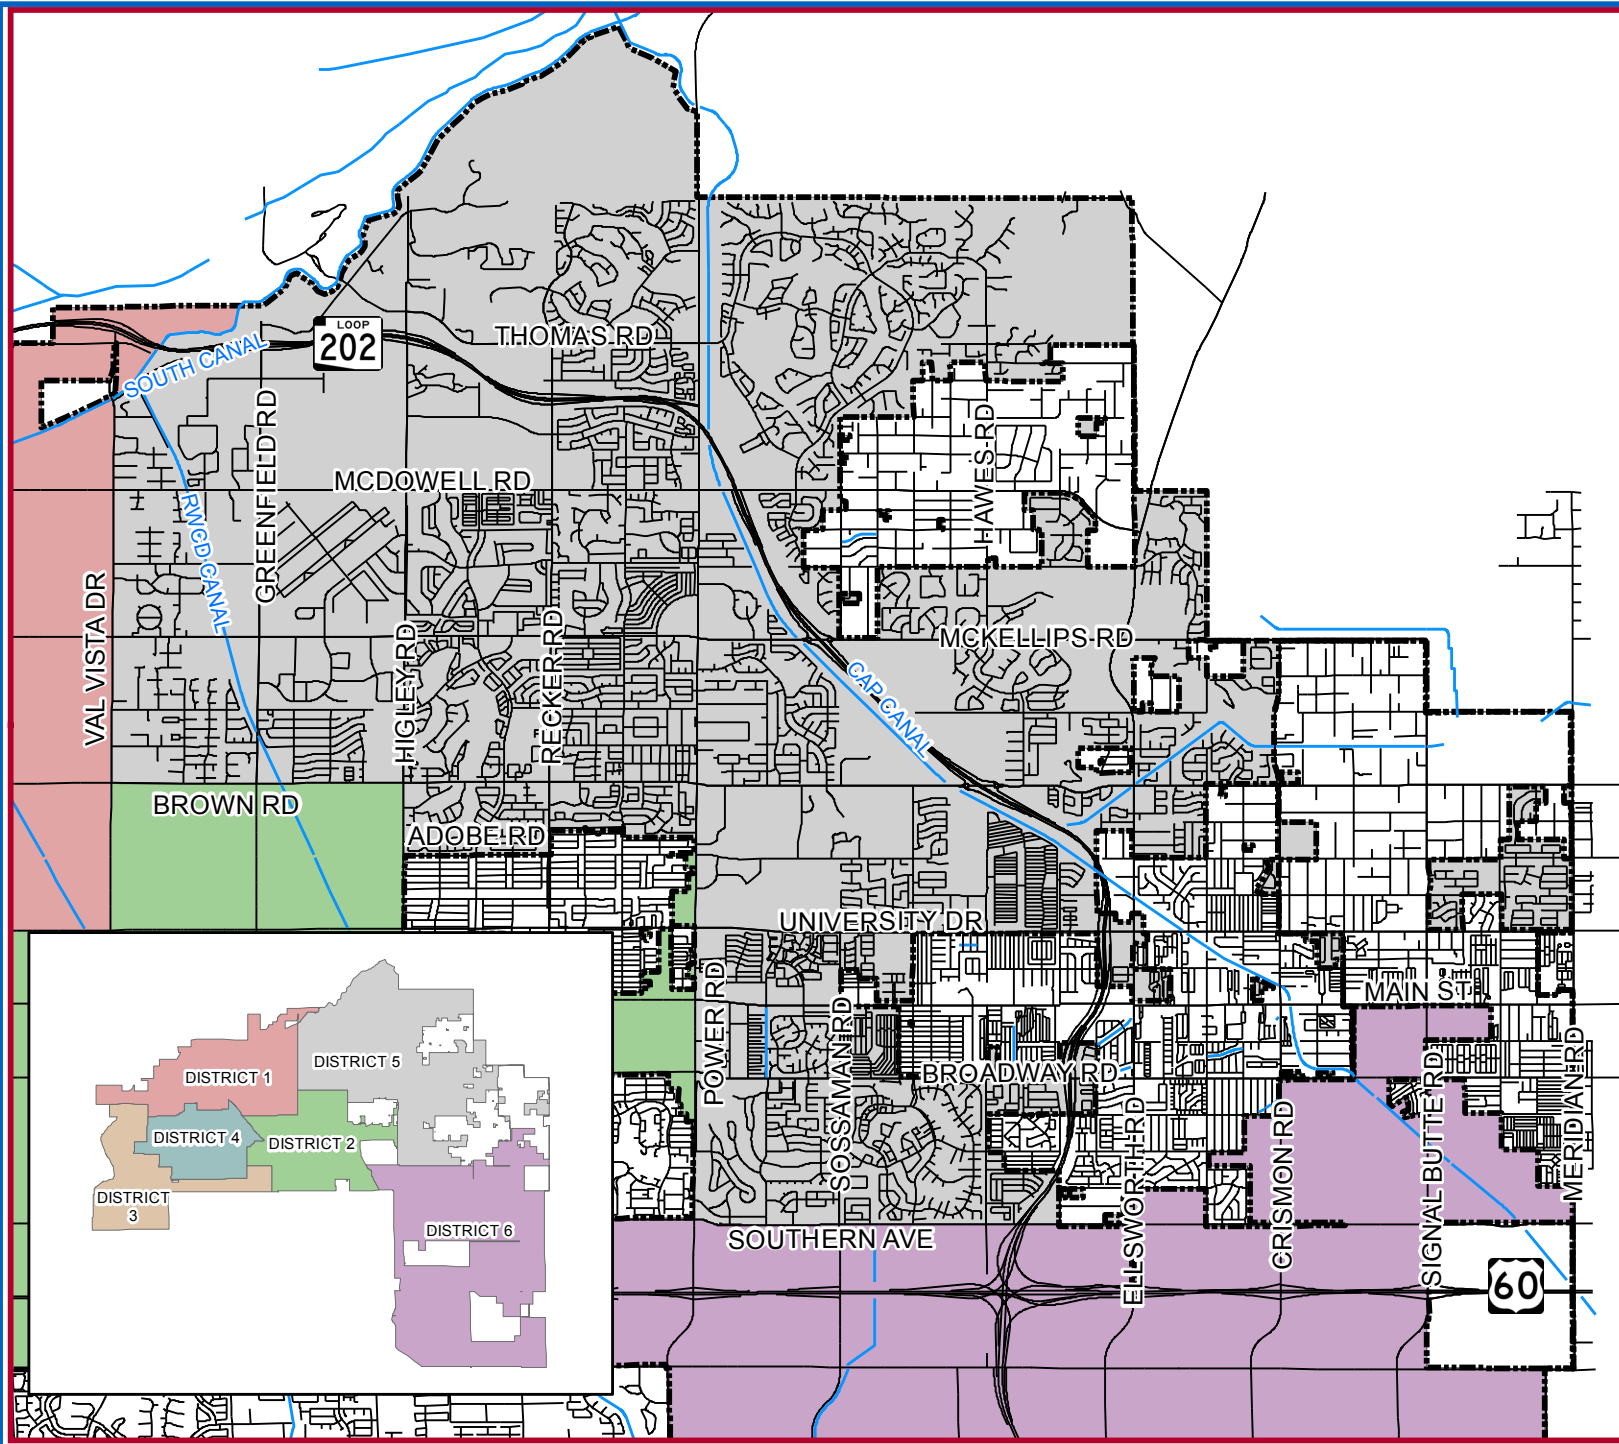 LOOP
202
THOMAS RD
SOUTH CANAL
GREENFIELD RD
HAWES RD
MCDOWELL RD
RWCD CANAL
VAL VISTA DR
HIGLEY RD
RECKER RD
MCKELLIPS RD
CAP CANAL
BROWN RD
ADOBE RD
UNIVERSITY DR
POWER RD
SOSSAMAN RD
MAIN ST
BROADWAY RD
ELLSWORTH RD
CRISMON RD
SIGNAL BUTTE RD
MERIDIAN RD
SOUTHERN AVE
60
DISTRICT 5
DISTRICT 1
DISTRICT 4
DISTRICT 2
DISTRICT
3
DISTRICT 6